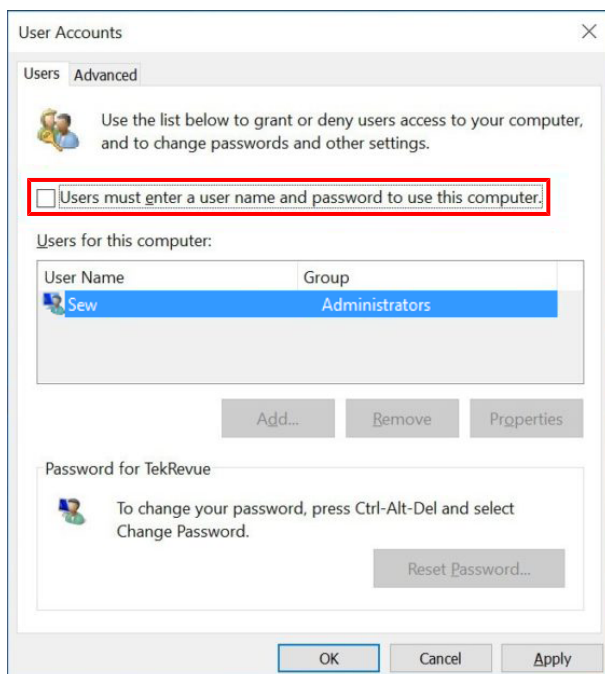 User Accounts
Users Advanced
Use the list below to grant or deny users access to your computer,
and to change passwords and other settings.
Users must enter a user name and password to use this computer.
Users for this computer:
User Name Group
Sew Administrators
Add... Remove Properties
Password for TekRevue
To change your password, press Ctrl-Alt-Del and select
Change Password.
Reset Password...
OK Cancel Apply